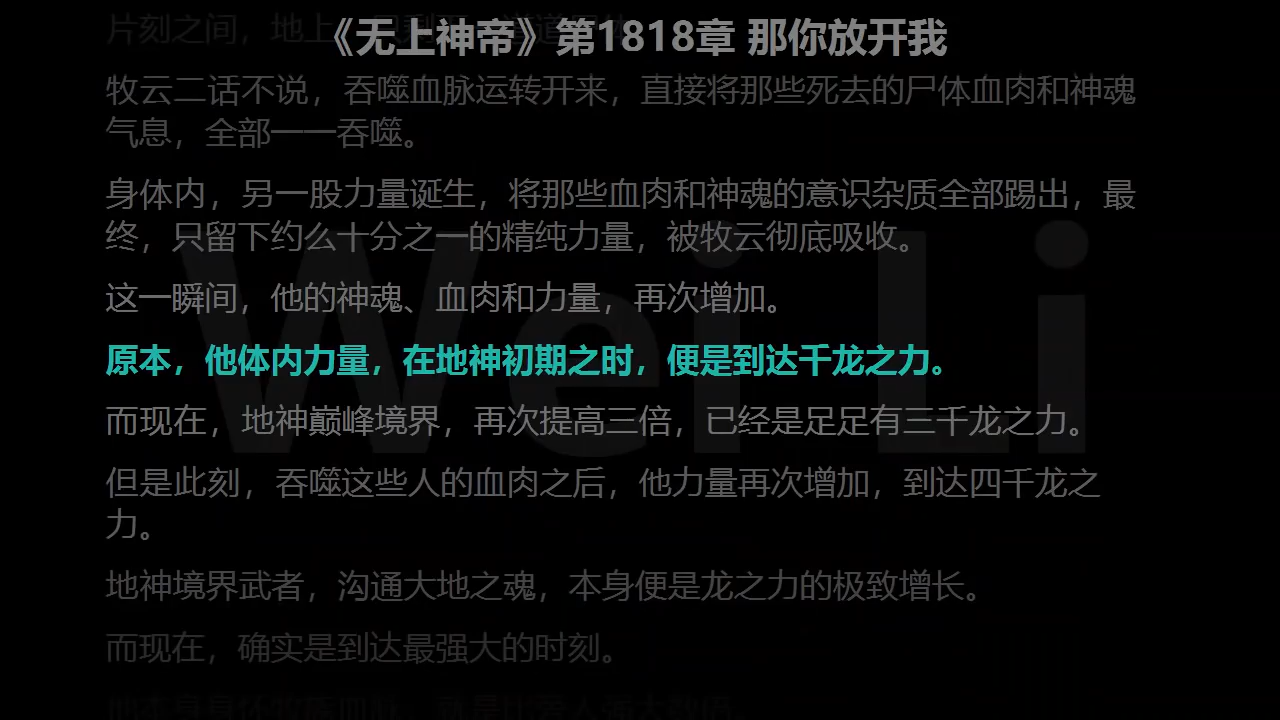 《无上神帝》第1818章 那你放开我
片刻之间，地上
牧云二话不说，吞噬血脉运转开来，直接将那些死去的尸体血肉和神魂
气息，全部一一吞噬。
身体内，另一股力量诞生，将那些血肉和神魂的意识杂质全部踢出，最
终，只留下约么十分之一的精纯力量，被牧云彻底吸收。
这一瞬间，他的神魂、血肉和力量，再次增加。
原本，他体内力量，在地神初期之时，便是到达千龙之力。
而现在，地神巅峰境界，再次提高三倍，已经是足足有三千龙之力。
但是此刻，吞噬这些人的血肉之后，他力量再次增加，到达四千龙之
力。
地神境界武者，沟通大地之魂，本身便是龙之力的极致增长。
而现在，确实是到达最强大的时刻。
Wei Li